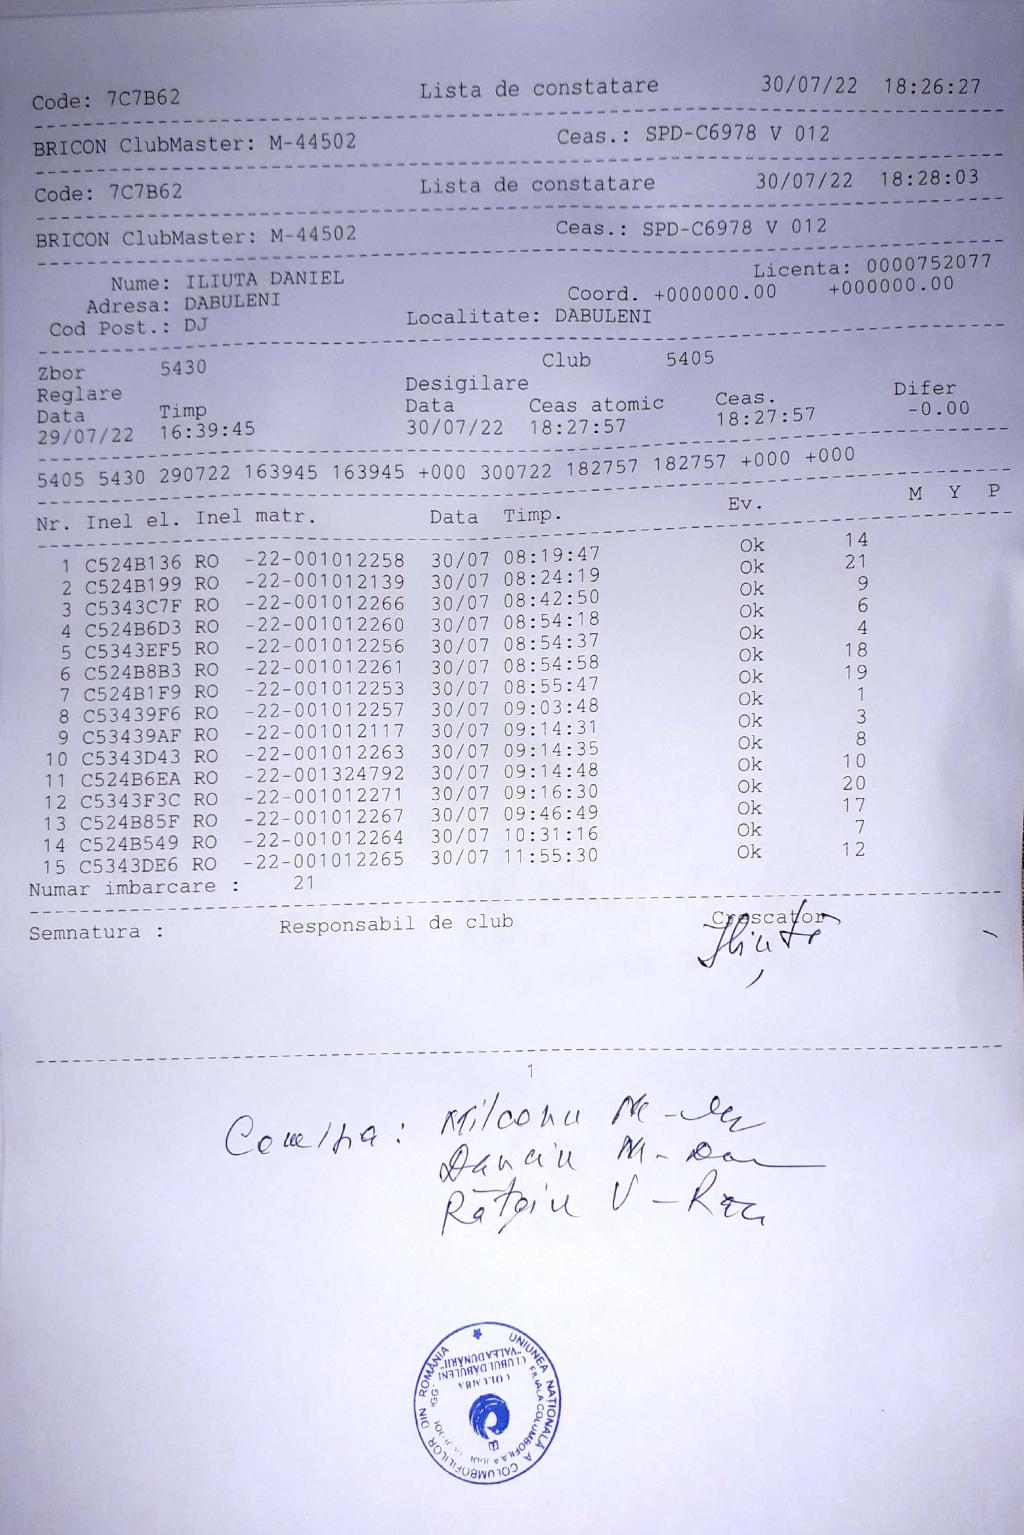 Code: 7C7B62 Lista de constatare 30/07/22 18:26:27
BRICON ClubMaster: M-44502 Ceas.: SPD-C6978 V 012
Code: 7C7B62 Lista de constatare 30/07/22 18:28:03
BRICON ClubMaster: M-44502 Ceas.: SPD-C6978 V 012
Nume: ILIUTA DANIEL Licenta: 0000752077
Adresa: DABULENI Coord. +000000.00 +000000.00
Cod Post.: DJ Localitate: DABULENI
Zbor 5430 Club 5405
Reglare Desigilare
Data Timp Data Ceas atomic Ceas. Difer
29/07/22 16:39:45 30/07/22 18:27:57 18:27:57 -0.00
5405 5430 290722 163945 163945 +000 300722 182757 182757 +000 +000
Nr. Inel el. Inel matr. Data Timp. Ev. M Y P
1 C524B136 RO -22-001012258 30/07 08:19:47 Ok 14
2 C524B199 RO -22-001012139 30/07 08:24:19 Ok 21
3 C5343C7F RO -22-001012266 30/07 08:42:50 Ok 9
4 C524B6D3 RO -22-001012260 30/07 08:54:18 Ok 6
5 C5343EF5 RO -22-001012256 30/07 08:54:37 Ok 4
6 C524B8B3 RO -22-001012261 30/07 08:54:58 Ok 18
7 C524B1F9 RO -22-001012253 30/07 08:55:47 Ok 19
8 C53439F6 RO -22-001012257 30/07 09:03:48 Ok 1
9 C53439AF RO -22-001012117 30/07 09:14:31 Ok 3
10 C5343D43 RO -22-001012263 30/07 09:14:35 Ok 8
11 C524B6EA RO -22-001324792 30/07 09:14:48 Ok 10
12 C5343F3C RO -22-001012271 30/07 09:16:30 Ok 20
13 C524B85F RO -22-001012267 30/07 09:46:49 Ok 17
14 C524B549 RO -22-001012264 30/07 10:31:16 Ok 7
15 C5343DE6 RO -22-001012265 30/07 11:55:30 Ok 12
Numar imbarcare : 21
Semnatura : Responsabil de club Crescator
1
Milcanu M
Danciu M
V
UNIUNEA NAȚIONALĂ A COLUMBOFILILOR DIN ROMÂNIA
FILIALA COLUMBOFILĂ
CLUBUL DABULENI
"VALEA DUNARII"